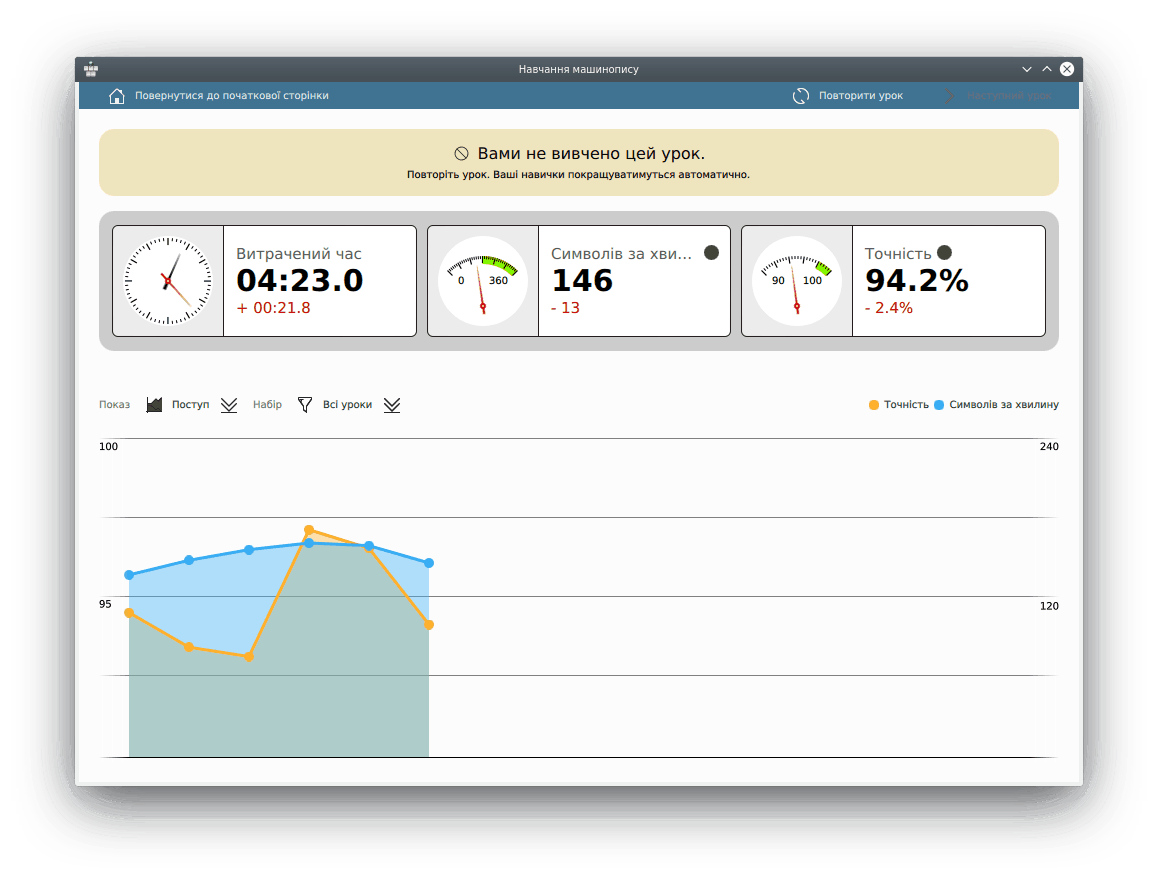 Навчання машинопису
Повернутися до початкової сторінки
Повторити урок
Наступний урок
Вами не вивчено цей урок.
Повторіть урок. Ваші навички покращуватимуться автоматично.
Витрачений час
04:23.0
+ 00:21.8
0 360
Символів за хви...
146
- 13
90 100
Точність
94.2%
- 2.4%
Показ Поступ Набір Всі уроки
Точність Символів за хвилину
100 240
95 120